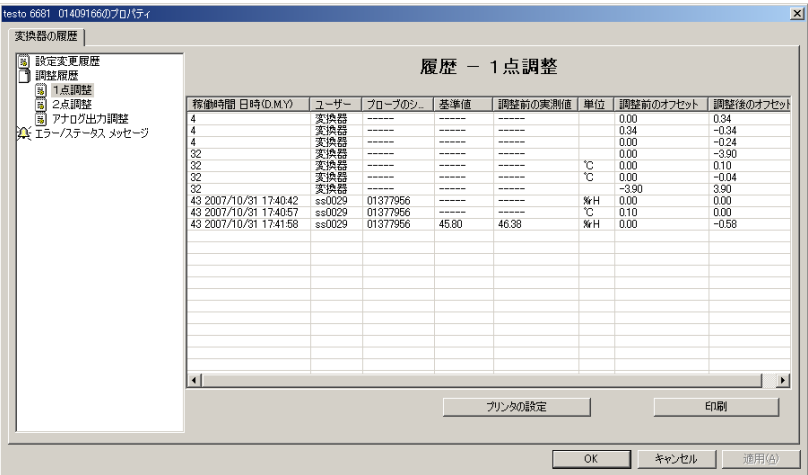 testo 6681 01409166のプロパティ
変換器の履歴
設定変更履歴
調整履歴
1点調整
2点調整
アナログ出力調整
エラー/ステータス メッセージ
履歴 − 1点調整
稼働時間 日時(D.M.Y) ユーザー プローブのシ... 基準値 調整前の実測値 単位 調整前のオフセット 調整後のオフセット
4 変換器 ----- ----- ----- 0.00 0.34
4 変換器 ----- ----- ----- 0.34 -0.34
4 変換器 ----- ----- ----- 0.00 -0.24
32 変換器 ----- ----- ----- 0.00 -3.90
32 変換器 ----- ----- ----- ℃ 0.00 0.10
32 変換器 ----- ----- ----- ℃ 0.00 -0.04
32 変換器 ----- ----- ----- -3.90 3.90
43 2007/10/31 17:40:42 ss0029 01377956 ----- ----- %rH 0.00 0.00
43 2007/10/31 17:40:57 ss0029 01377956 ----- ----- ℃ 0.10 0.00
43 2007/10/31 17:41:58 ss0029 01377956 45.80 46.38 %rH 0.00 -0.58
プリンタの設定 印刷
OK キャンセル 適用(A)